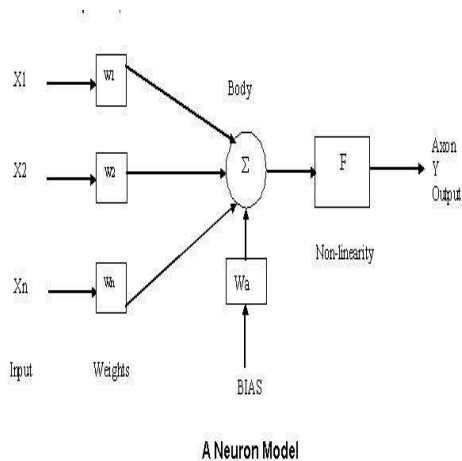 X1
w1
Body
X2
w2
Σ
F
Axon
Y
Output
Non-linearity
Xn
Wn
Wa
Input
Weights
BIAS
A Neuron Model